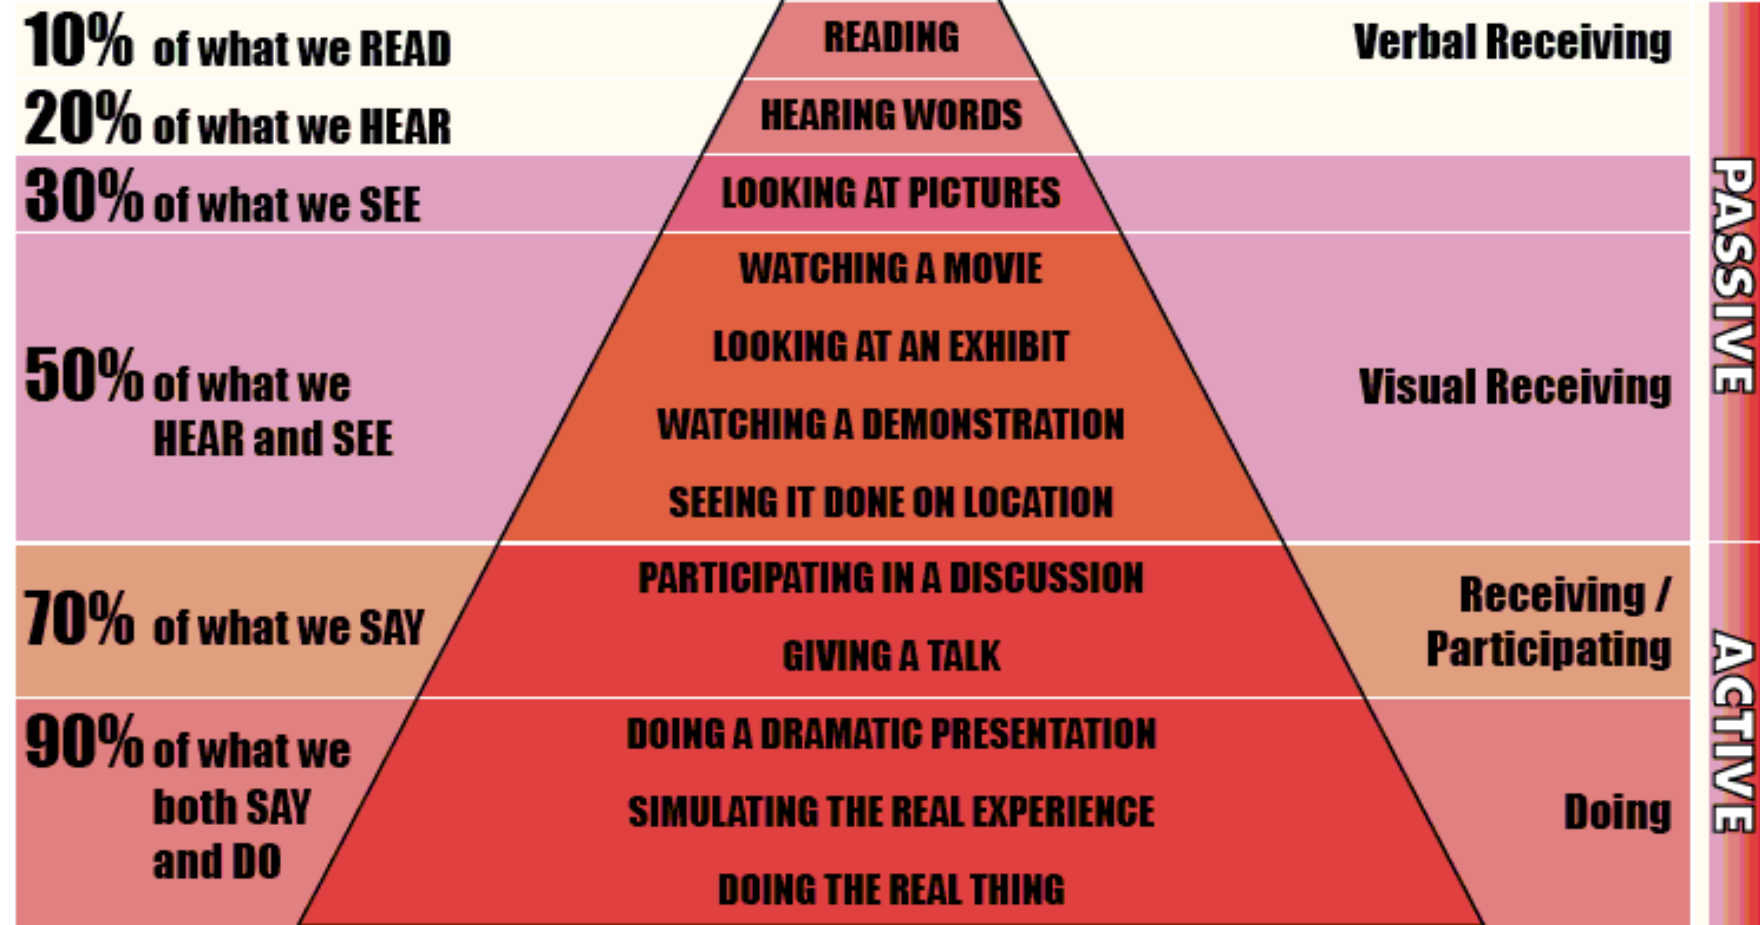 10% of what we READ
READING
Verbal Receiving
20% of what we HEAR
HEARING WORDS
30% of what we SEE
LOOKING AT PICTURES
50% of what we
HEAR and SEE
WATCHING A MOVIE
LOOKING AT AN EXHIBIT
WATCHING A DEMONSTRATION
SEEING IT DONE ON LOCATION
Visual Receiving
PASSIVE
70% of what we SAY
PARTICIPATING IN A DISCUSSION
GIVING A TALK
Receiving /
Participating
90% of what we
both SAY
and DO
DOING A DRAMATIC PRESENTATION
SIMULATING THE REAL EXPERIENCE
DOING THE REAL THING
Doing
ACTIVE